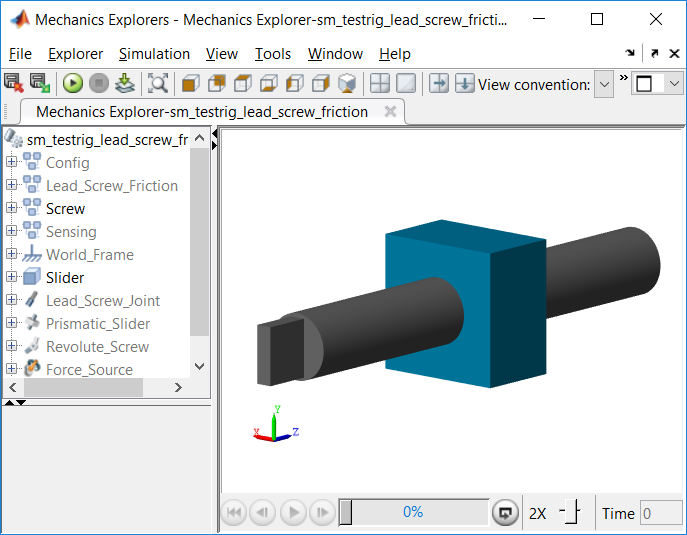 Mechanics Explorers - Mechanics Explorer-sm_testrig_lead_screw_fricti...
File Explorer Simulation View Tools Window Help
View convention: »
Mechanics Explorer-sm_testrig_lead_screw_friction
sm_testrig_lead_screw_fr
Config
Lead_Screw_Friction
Screw
Sensing
World_Frame
Slider
Lead_Screw_Joint
Prismatic_Slider
Revolute_Screw
Force_Source
Y
X Z
0% 2X Time 0